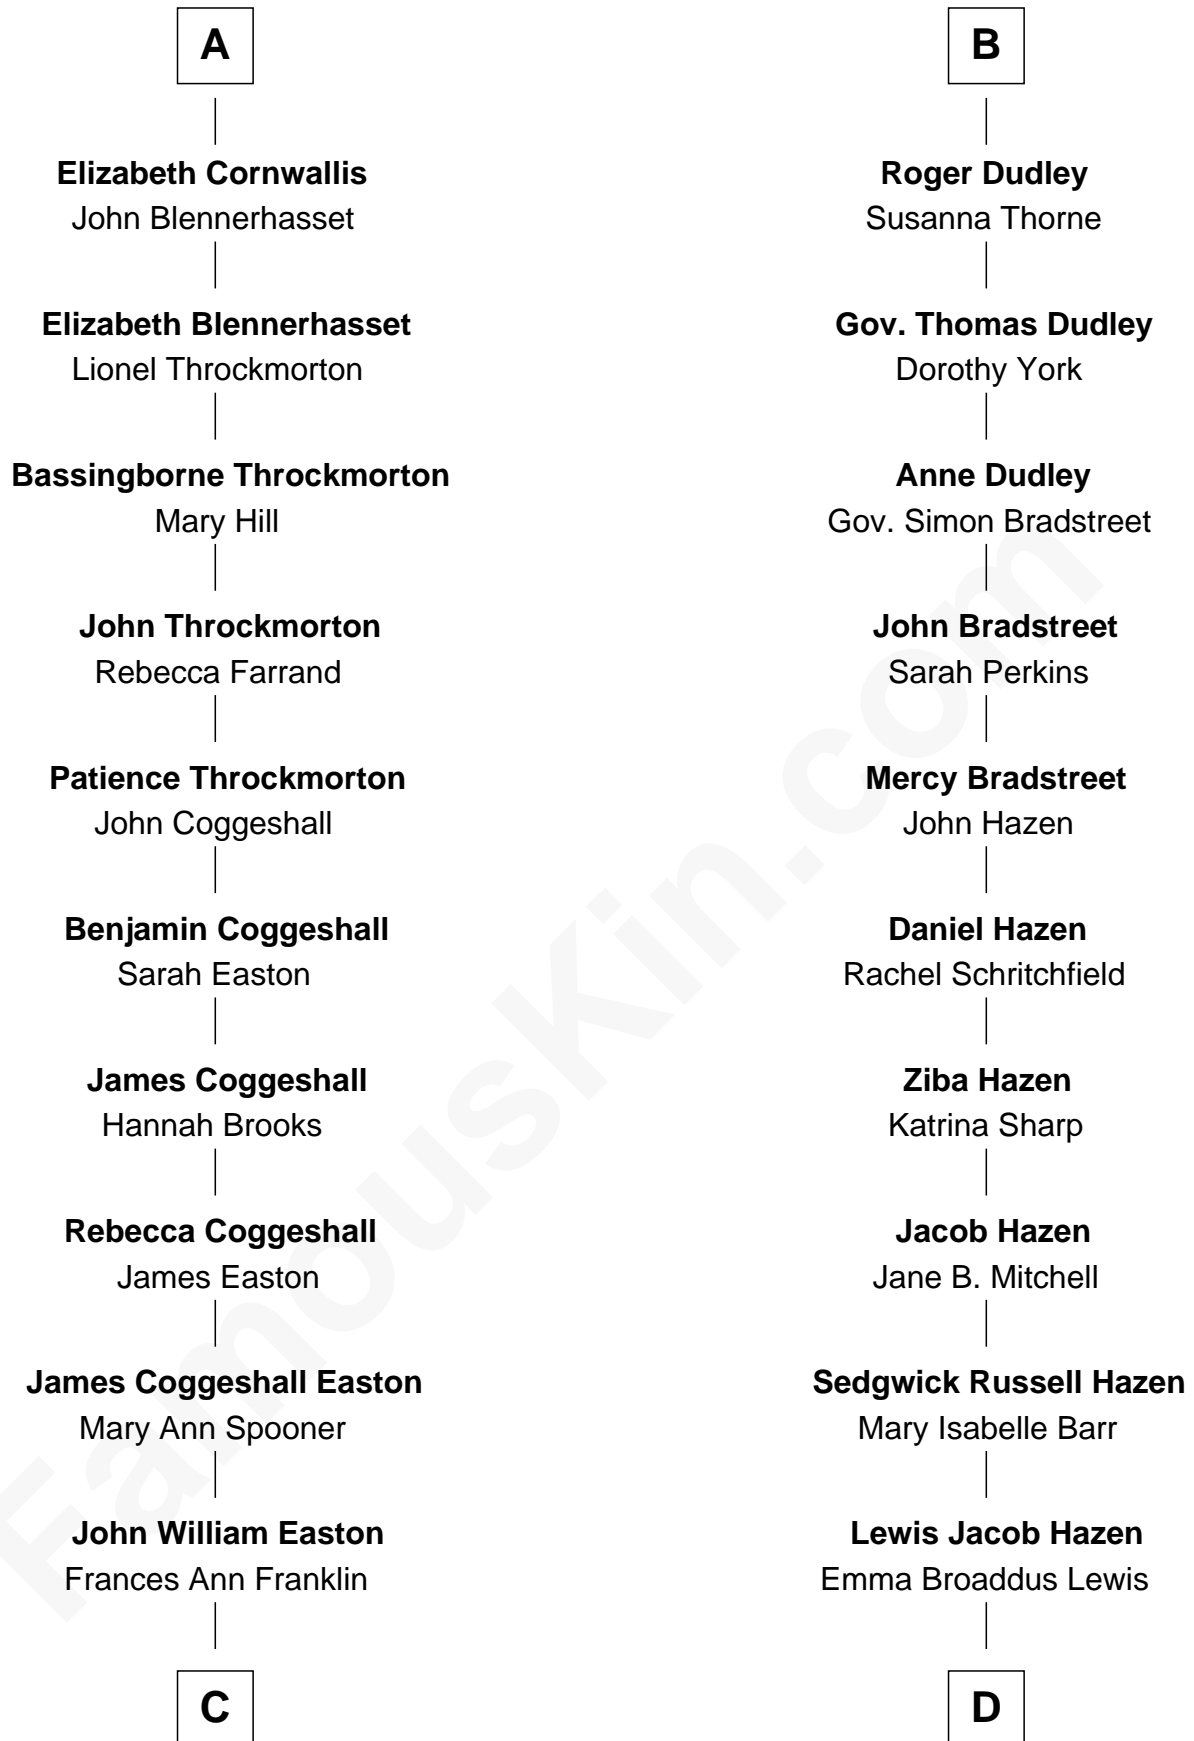 A
Elizabeth Cornwallis
John Blennerhasset
Elizabeth Blennerhasset
Lionel Throckmorton
Bassingborne Throckmorton
Mary Hill
John Throckmorton
Rebecca Farrand
Patience Throckmorton
John Coggeshall
Benjamin Coggeshall
Sarah Easton
James Coggeshall
Hannah Brooks
Rebecca Coggeshall
James Easton
James Coggeshall Easton
Mary Ann Spooner
John William Easton
Frances Ann Franklin
C
B
Roger Dudley
Susanna Thorne
Gov. Thomas Dudley
Dorothy York
Anne Dudley
Gov. Simon Bradstreet
John Bradstreet
Sarah Perkins
Mercy Bradstreet
John Hazen
Daniel Hazen
Rachel Schritchfield
Ziba Hazen
Katrina Sharp
Jacob Hazen
Jane B. Mitchell
Sedgwick Russell Hazen
Mary Isabelle Barr
Lewis Jacob Hazen
Emma Broaddus Lewis
D
FamousKin.com